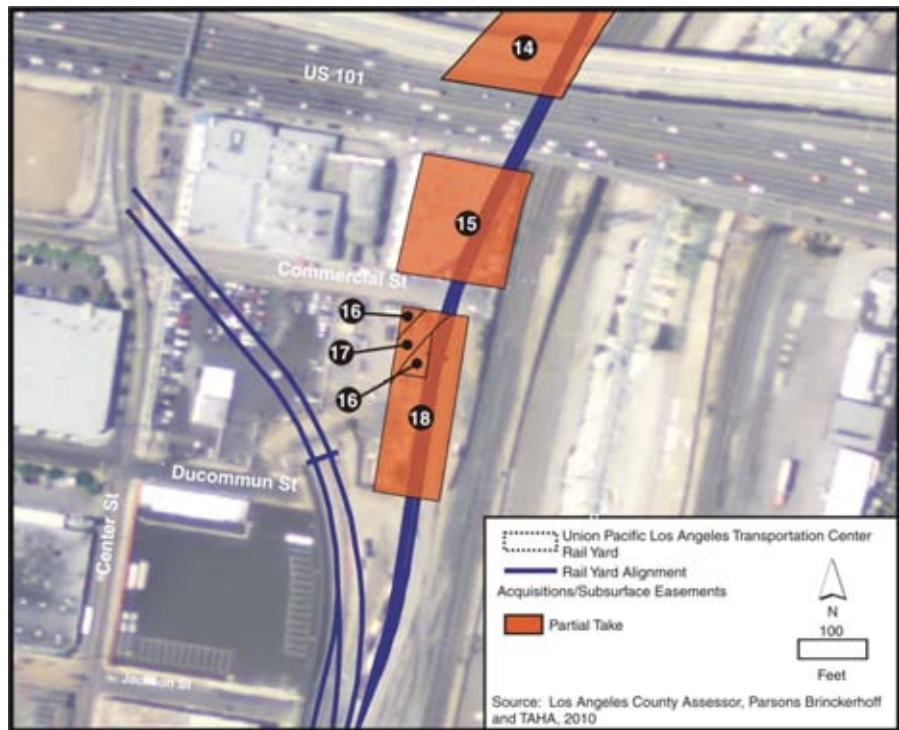 14
US 101
15
Commercial St
16
17
16
18
Ducommun St
Center St
Jackson St
Union Pacific Los Angeles Transportation Center
Rail Yard
Rail Yard Alignment
Acquisitions/Subsurface Easements
Partial Take
N
100
Feet
Source: Los Angeles County Assessor, Parsons Brinckerhoff
and TAHA, 2010